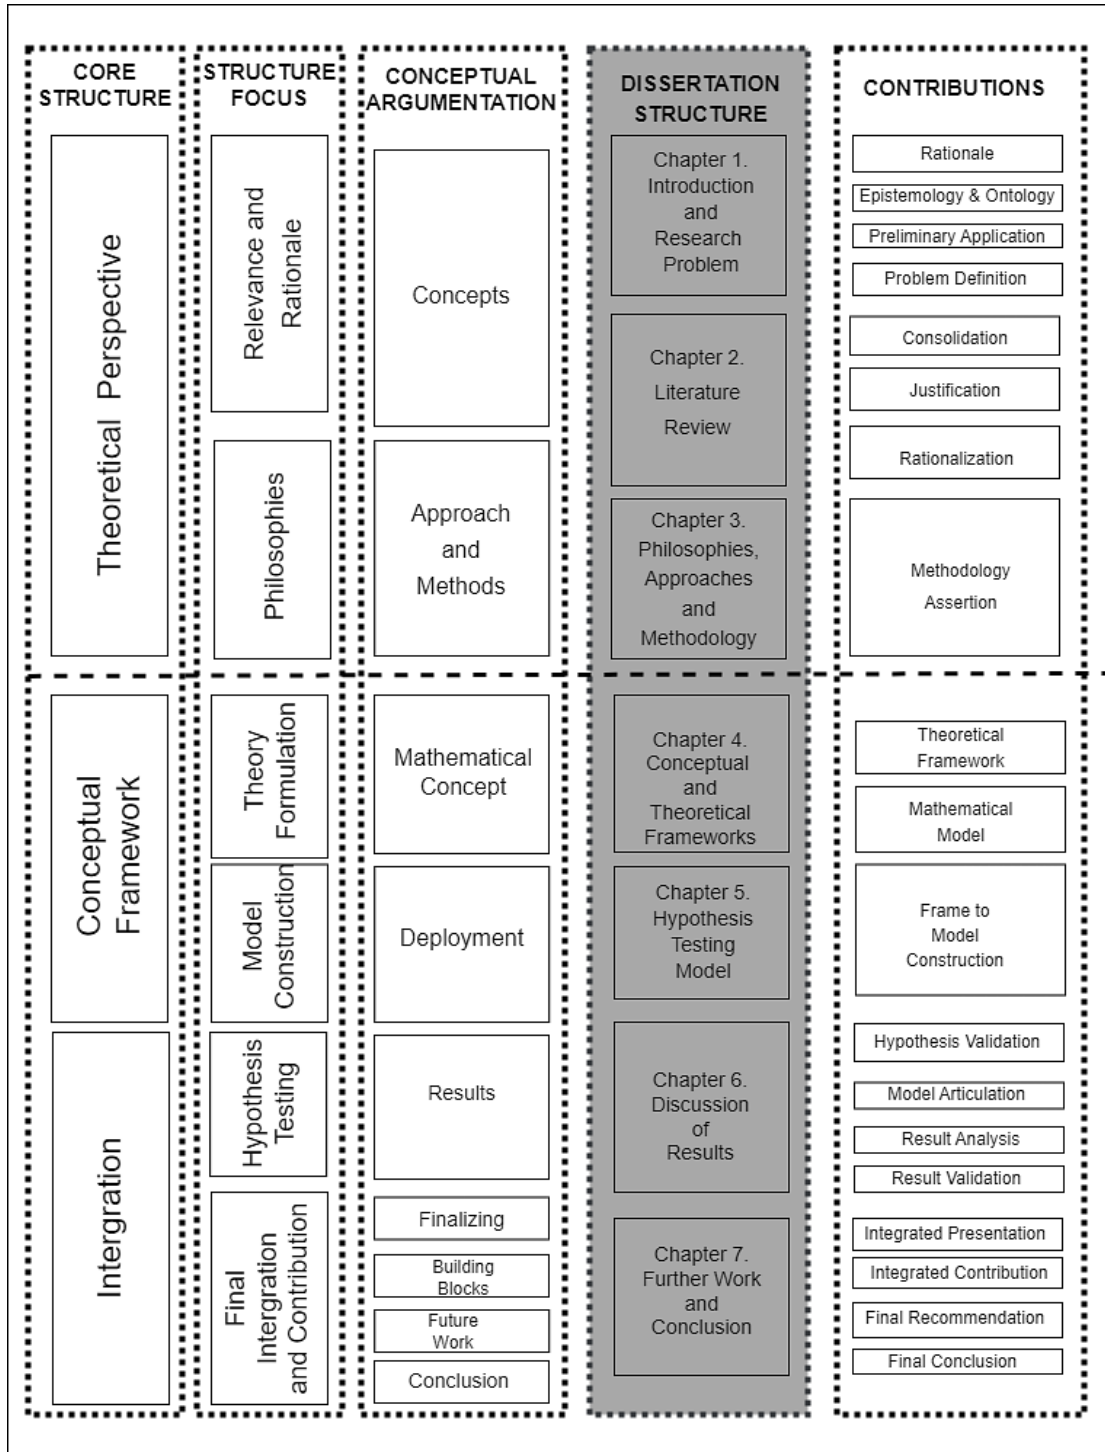 CORE
STRUCTURE
Theoretical Perspective
Conceptual
Framework
Intergration
STRUCTURE
FOCUS
Relevance and
Rationale
Philosophies
Theory
Formulation
Model
Construction
Hypothesis
Testing
Final
Intergration
and Contribution
CONCEPTUAL
ARGUMENTATION
Concepts
Approach
and
Methods
Mathematical
Concept
Deployment
Results
Finalizing
Building
Blocks
Future
Work
Conclusion
DISSERTATION
STRUCTURE
Chapter 1.
Introduction
and
Research
Problem
Chapter 2.
Literature
Review
Chapter 3.
Philosophies,
Approaches
and
Methodology
Chapter 4.
Conceptual
and
Theoretical
Frameworks
Chapter 5.
Hypothesis
Testing
Model
Chapter 6.
Discussion
of
Results
Chapter 7.
Further Work
and
Conclusion
CONTRIBUTIONS
Rationale
Epistemology & Ontology
Preliminary Application
Problem Definition
Consolidation
Justification
Rationalization
Methodology
Assertion
Theoretical
Framework
Mathematical
Model
Frame to
Model
Construction
Hypothesis Validation
Model Articulation
Result Analysis
Result Validation
Integrated Presentation
Integrated Contribution
Final Recommendation
Final Conclusion